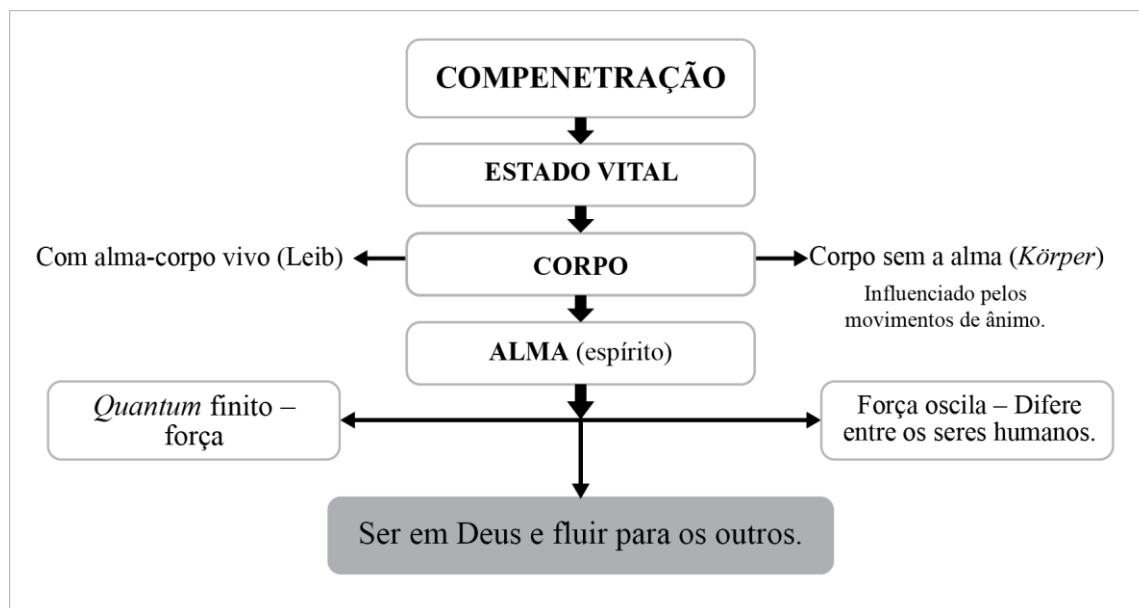 COMPENETRAÇÃO
ESTADO VITAL
Com alma-corpo vivo (Leib)
CORPO
Corpo sem a alma (Körper)
Influenciado pelos
movimentos de ânimo.
ALMA (espírito)
Quantum finito –
força
Força oscila – Difere
entre os seres humanos.
Ser em Deus e fluir para os outros.